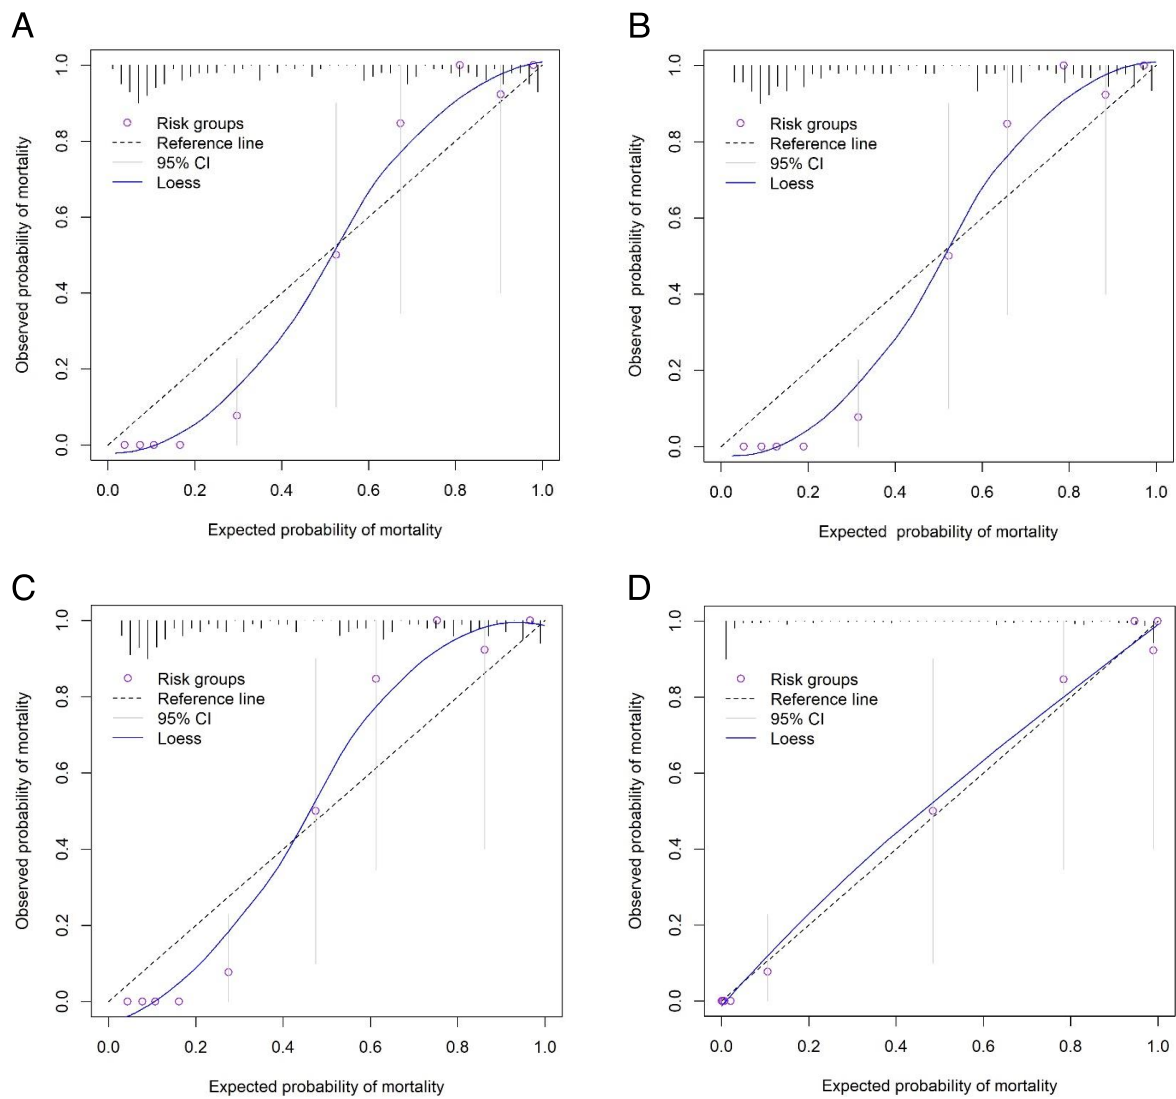 A
Observed probability of mortality
1.0
0.8
0.6
0.4
0.2
0.0
Risk groups
Reference line
95% CI
Loess
0.0 0.2 0.4 0.6 0.8 1.0
Expected probability of mortality
B
Observed  probability of mortality
1.0
0.8
0.6
0.4
0.2
0.0
Risk groups
Reference line
95% CI
Loess
0.0 0.2 0.4 0.6 0.8 1.0
Expected  probability of mortality
C
Observed probability of mortality
1.0
0.8
0.6
0.4
0.2
0.0
Risk groups
Reference line
95% CI
Loess
0.0 0.2 0.4 0.6 0.8 1.0
Expected probability of mortality
D
Observed probability of mortality
1.0
0.8
0.6
0.4
0.2
0.0
Risk groups
Reference line
95% CI
Loess
0.0 0.2 0.4 0.6 0.8 1.0
Expected probability of mortality